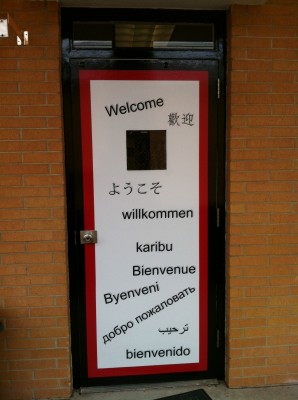 Welcome
歡迎
ようこそ
willkommen
karibu
Bienvenue
Byenveni
добро пожаловать
ترحيب
bienvenido